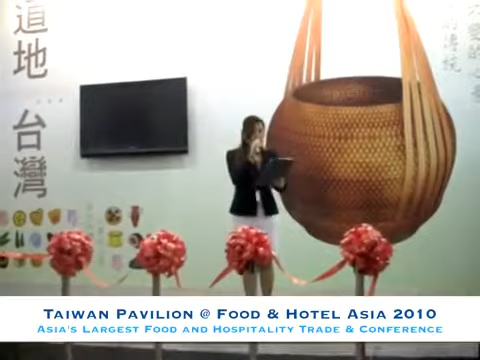 道地
台灣
TAIWAN PAVILION @ FOOD & HOTEL ASIA 2010
ASIA'S LARGEST FOOD AND HOSPITALITY TRADE & CONFERENCE